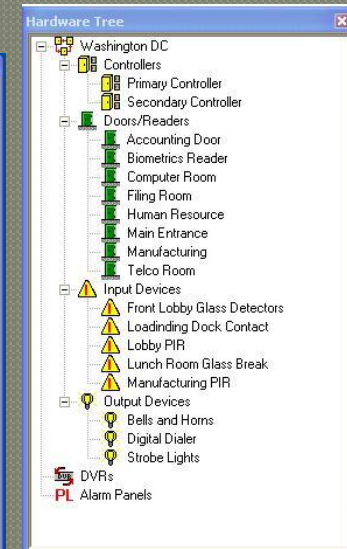 Hardware Tree
Washington DC
Controllers
Primary Controller
Secondary Controller
Doors/Readers
Accounting Door
Biometrics Reader
Computer Room
Filing Room
Human Resource
Main Entrance
Manufacturing
Telco Room
Input Devices
Front Lobby Glass Detectors
Loadinding Dock Contact
Lobby PIR
Lunch Room Glass Break
Manufacturing PIR
Output Devices
Bells and Horns
Digital Dialer
Strobe Lights
DVR DVRs
PL Alarm Panels